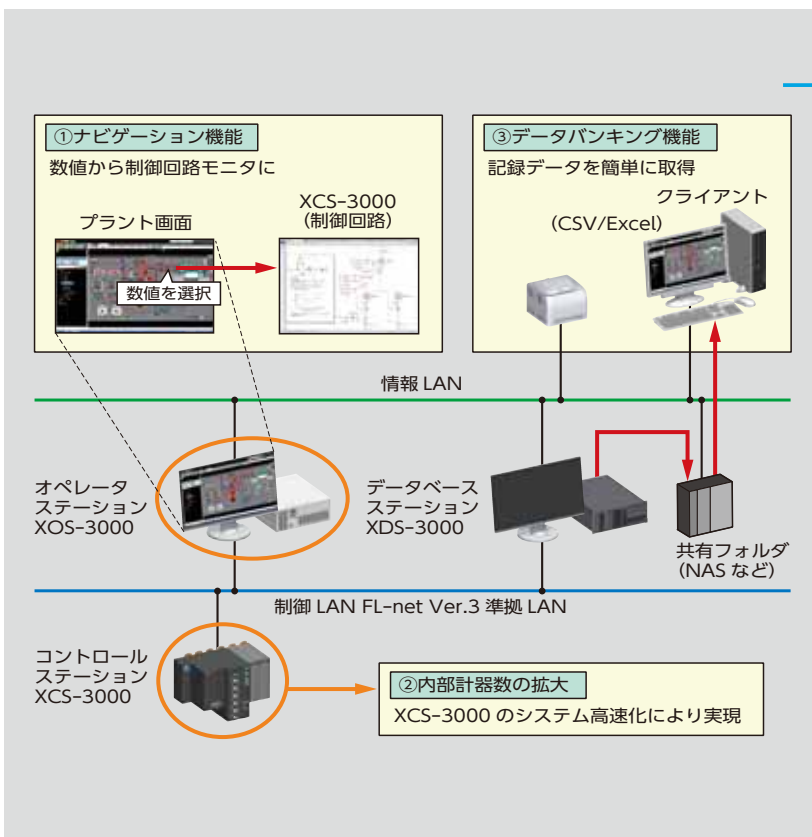 ①ナビゲーション機能
数値から制御回路モニタに
プラント画面
XCS-3000
(制御回路)
数値を選択
③データバンキング機能
記録データを簡単に取得
クライアント
(CSV/Excel)
情報 LAN
オペレータ
ステーション
XOS-3000
データベース
ステーション
XDS-3000
共有フォルダ
(NAS など)
制御 LAN FL-net Ver.3 準拠 LAN
コントロール
ステーション
XCS-3000
②内部計器数の拡大
XCS-3000 のシステム高速化により実現